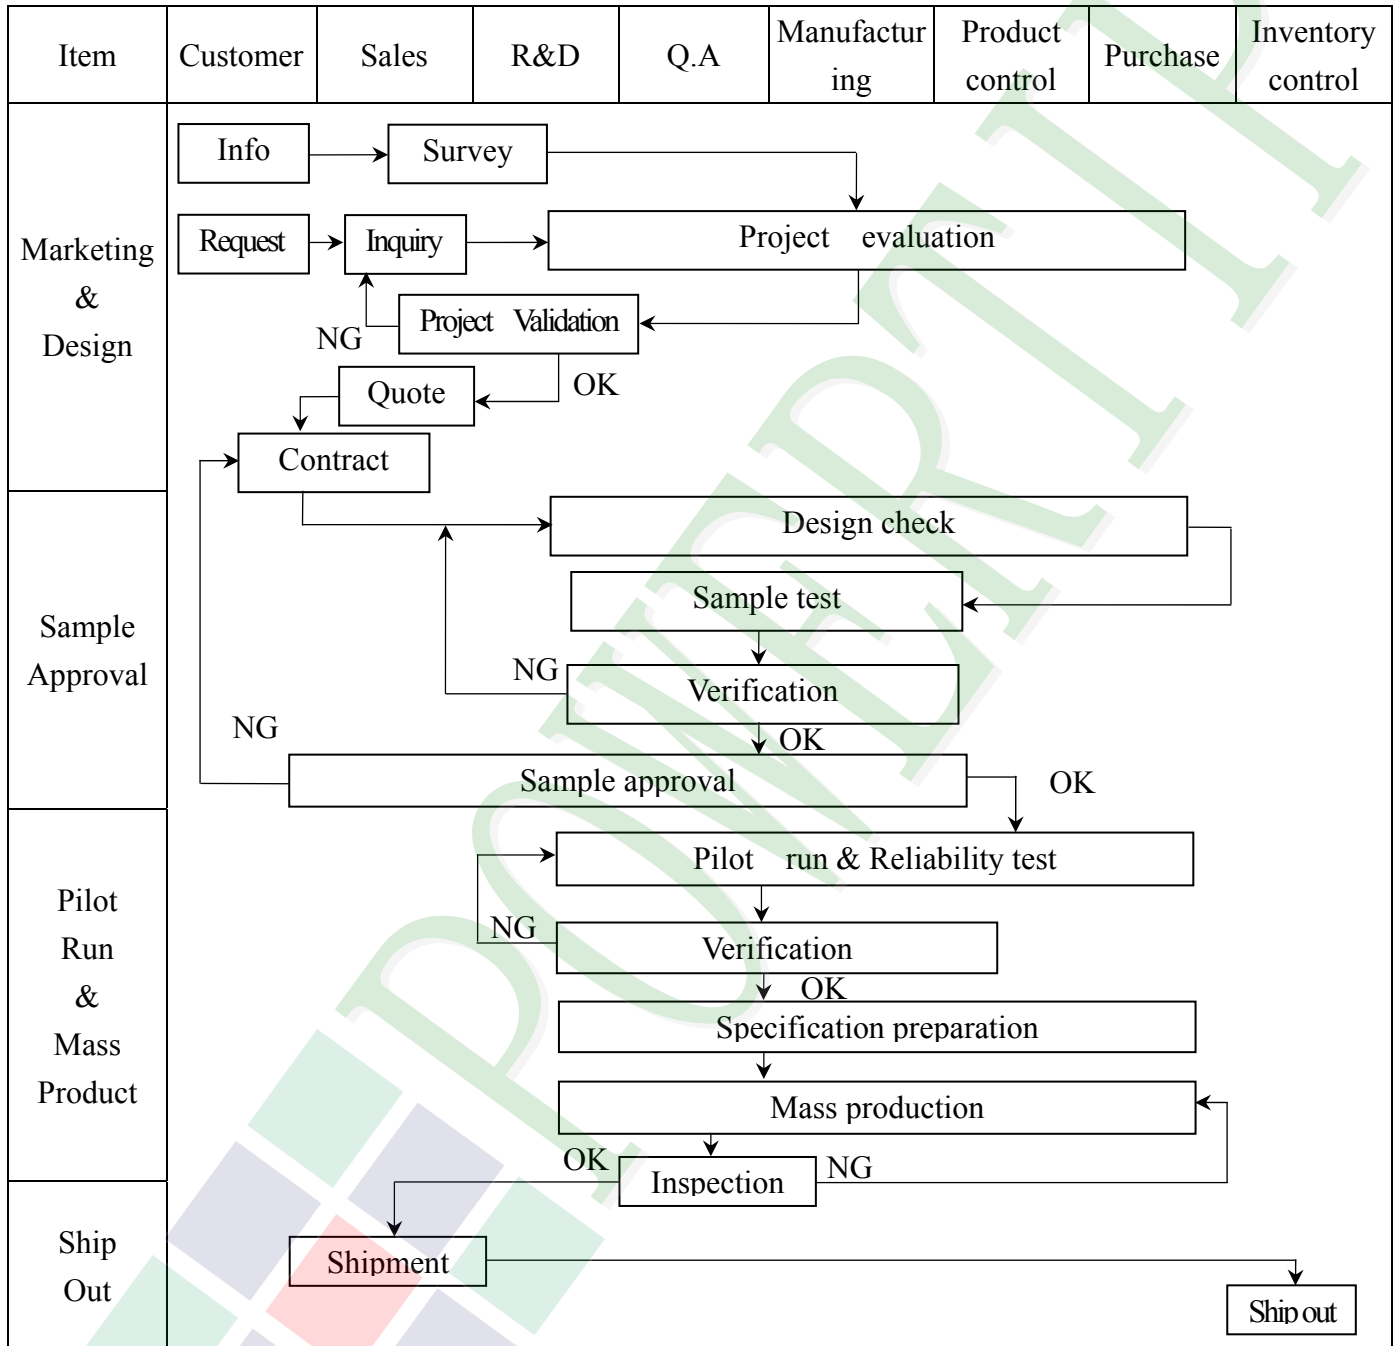 Item
Customer
Sales
R&D
Q.A
Manufactur
ing
Product
control
Purchase
Inventory
control
Marketing
&
Design
Info
Survey
Request
Inquiry
Project evaluation
Project Validation
NG
OK
Quote
Contract
Sample
Approval
Design check
Sample test
NG
Verification
NG
OK
Sample approval
OK
Pilot
Run
&
Mass
Product
Pilot run & Reliability test
NG
Verification
OK
Specification preparation
Mass production
OK
Inspection
NG
Ship
Out
Shipment
Ship out
POWERTIP